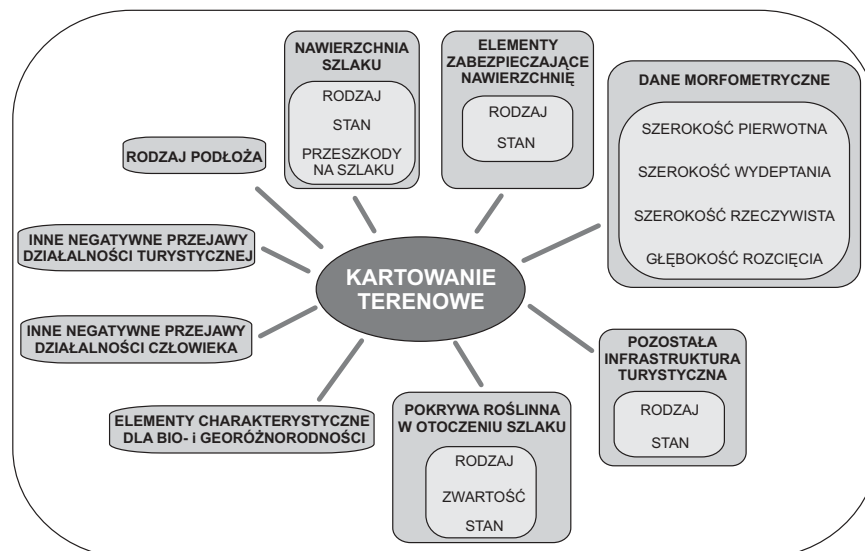 NAWIERZCHNIA
SZLAKU
RODZAJ
STAN
PRZESZKODY
NA SZLAKU
ELEMENTY
ZABEZPIECZAJĄCE
NAWIERZCHNIĘ
RODZAJ
STAN
DANE MORFOMETRYCZNE
SZEROKOŚĆ PIERWOTNA
SZEROKOŚĆ WYDEPTANIA
SZEROKOŚĆ RZECZYWISTA
GŁĘBOKOŚĆ ROZCIĘCIA
RODZAJ PODŁOŻA
INNE NEGATYWNE PRZEJAWY
DZIAŁALNOŚCI TURYSTYCZNEJ
KARTOWANIE
TERENOWE
INNE NEGATYWNE PRZEJAWY
DZIAŁALNOŚCI CZŁOWIEKA
POZOSTAŁA
INFRASTRUKTURA
TURYSTYCZNA
RODZAJ
STAN
ELEMENTY CHARAKTERYSTYCZNE
DLA BIO- i GEORÓŻNORODNOŚCI
POKRYWA ROŚLINNA
W OTOCZENIU SZLAKU
RODZAJ
ZWARTOŚĆ
STAN